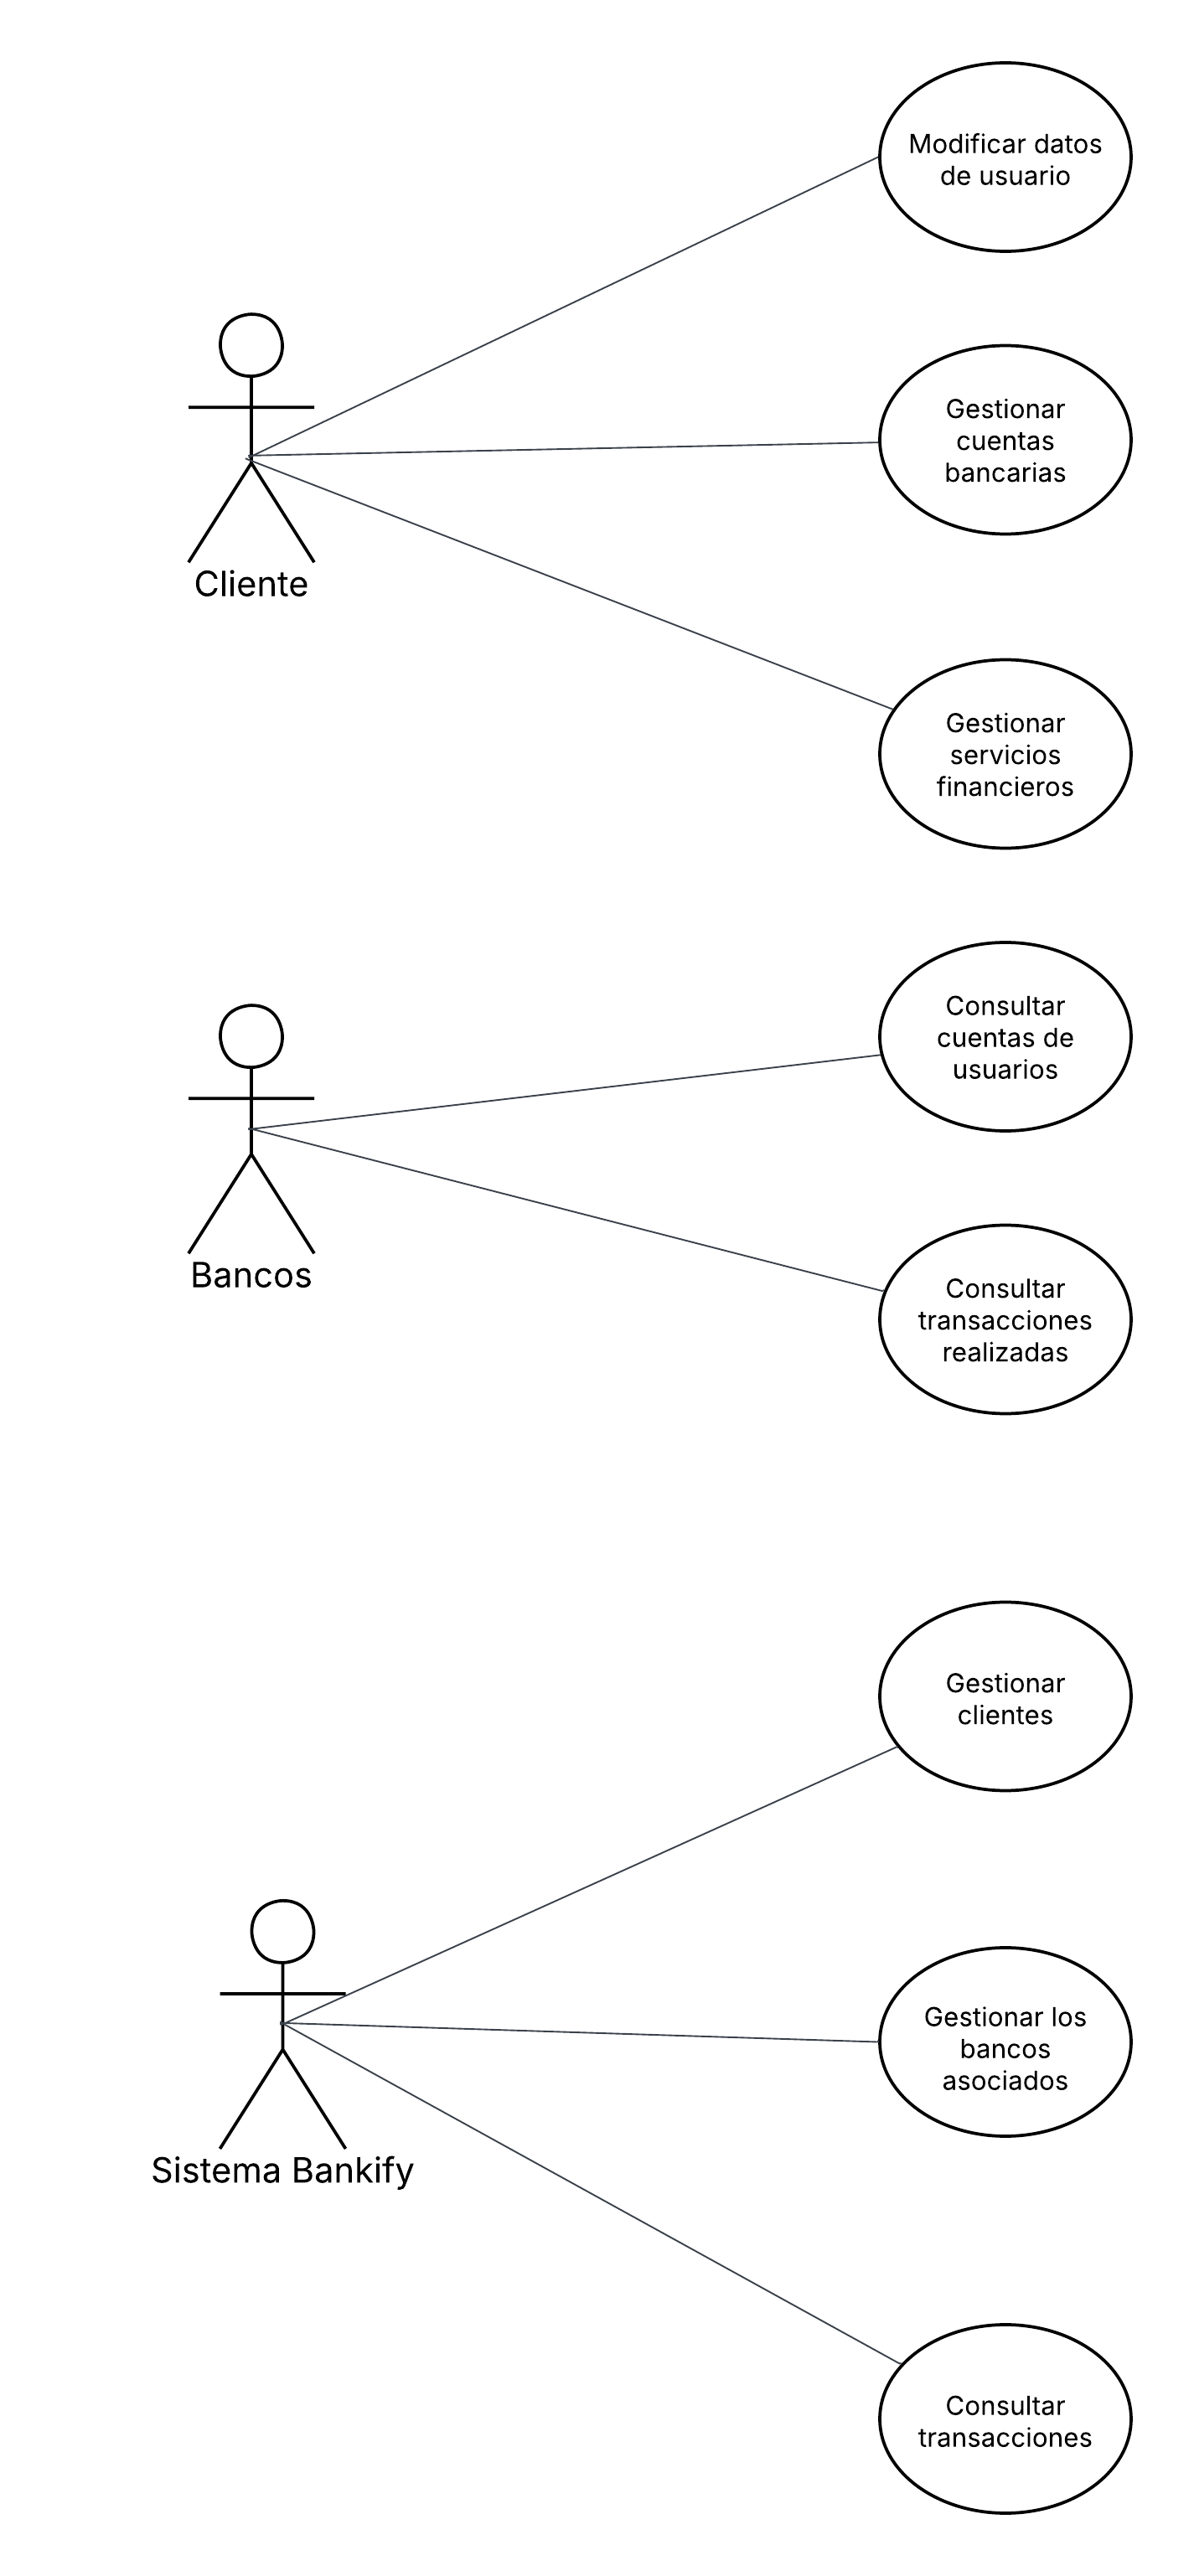 Modificar datos
de usuario
Gestionar
cuentas
bancarias
Cliente
Gestionar
servicios
financieros
Consultar
cuentas de
usuarios
Bancos
Consultar
transacciones
realizadas
Gestionar
clientes
Gestionar los
bancos
asociados
Sistema Bankify
Consultar
transacciones